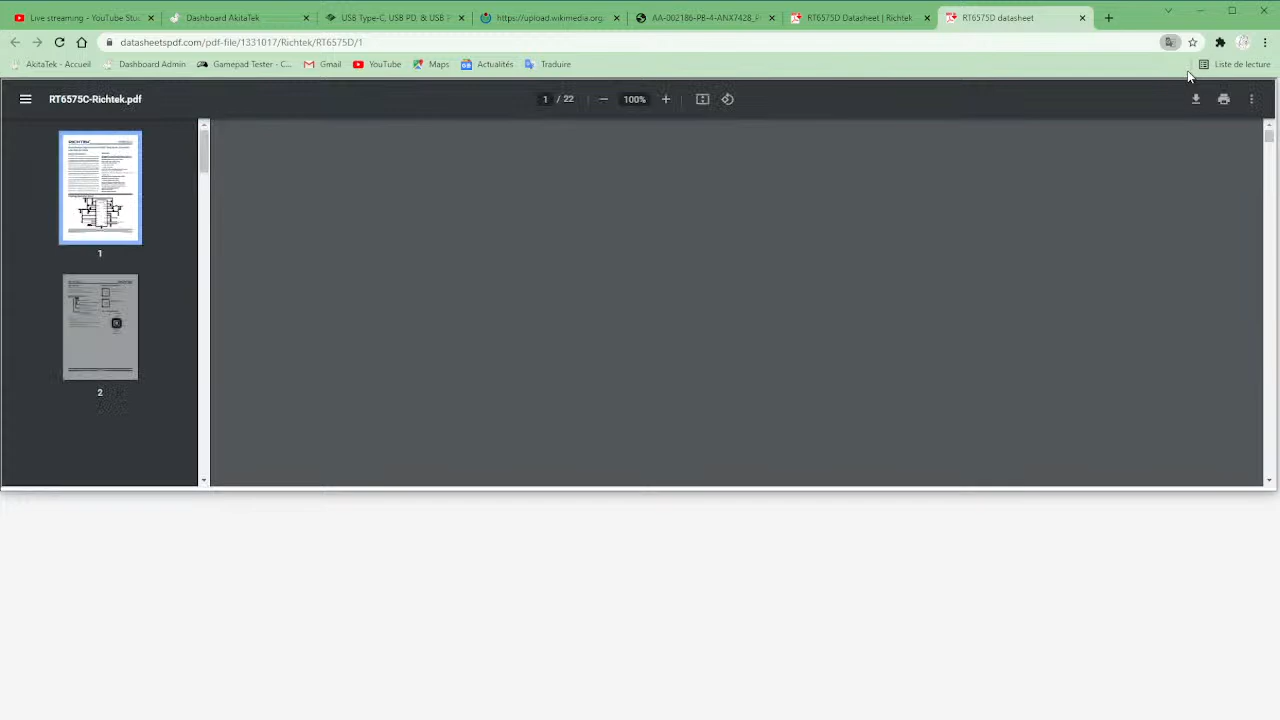 Live streaming - YouTube Stu
Dashboard AkitaTek
USB Type-C, USB PD, & USB T
https://upload.wikimedia.org
AA-002186-PB-4-ANX7428_P
RT6575D Datasheet | Richtek
RT6575D datasheet
datasheetspdf.com/pdf-file/1331017/Richtek/RT6575D/1
AkitaTek - Accueil
Dashboard Admin
Gamepad Tester - C...
Gmail
YouTube
Maps
Actualités
Traduire
Liste de lecture
RT6575C-Richtek.pdf
1 / 22
100%
RICHTEK
1
2